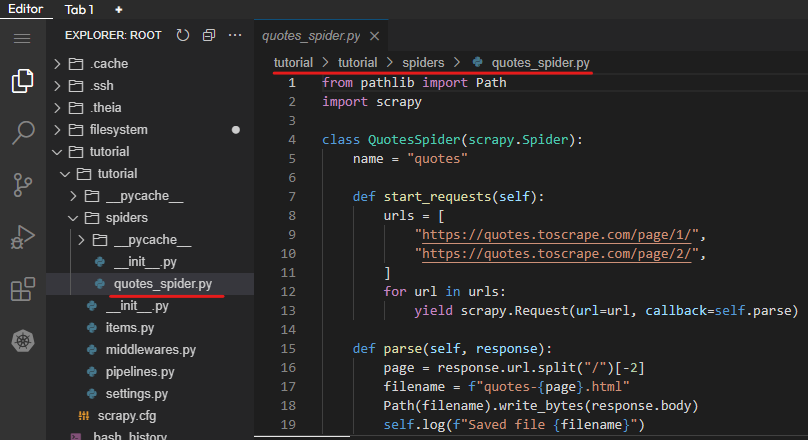 Editor Tab 1 +
EXPLORER: ROOT
.cache
.ssh
.theia
filesystem
tutorial
tutorial
__pycache__
spiders
__pycache__
__init__.py
quotes_spider.py
__init__.py
items.py
middlewares.py
pipelines.py
settings.py
scrapy.cfg
.bash_history
quotes_spider.py
tutorial > tutorial > spiders > quotes_spider.py
1 from pathlib import Path
2 import scrapy
3
4 class QuotesSpider(scrapy.Spider):
5     name = "quotes"
6
7     def start_requests(self):
8         urls = [
9             "https://quotes.toscrape.com/page/1/",
10             "https://quotes.toscrape.com/page/2/",
11         ]
12         for url in urls:
13             yield scrapy.Request(url=url, callback=self.parse)
14
15     def parse(self, response):
16         page = response.url.split("/")[-2]
17         filename = f"quotes-{page}.html"
18         Path(filename).write_bytes(response.body)
19         self.log(f"Saved file {filename}")